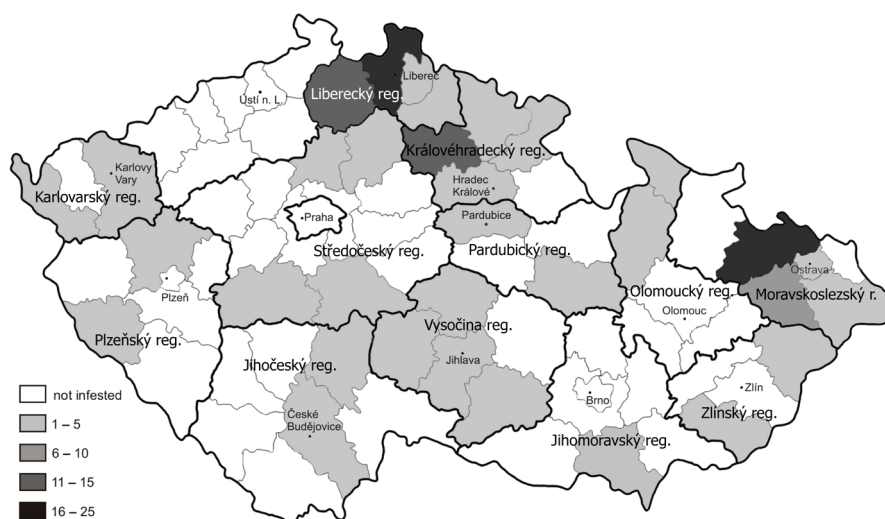 Liberec
Liberecký reg.
Ústí n. L.
Královéhradecký reg.
Karlovy
Vary
Karlovarský reg.
Hradec
Králové
Pardubice
Praha
Středočeský reg.
Pardubický reg.
Ostrava
Moravskoslezský r.
Plzeň
Olomoucký reg.
Olomouc
Plzeňský reg.
Vysočina reg.
Jihlava
Jihočeský reg.
Zlín
Brno
Zlínský reg.
České
Budějovice
Jihomoravský reg.
not infested
1 – 5
6 – 10
11 – 15
16 – 25